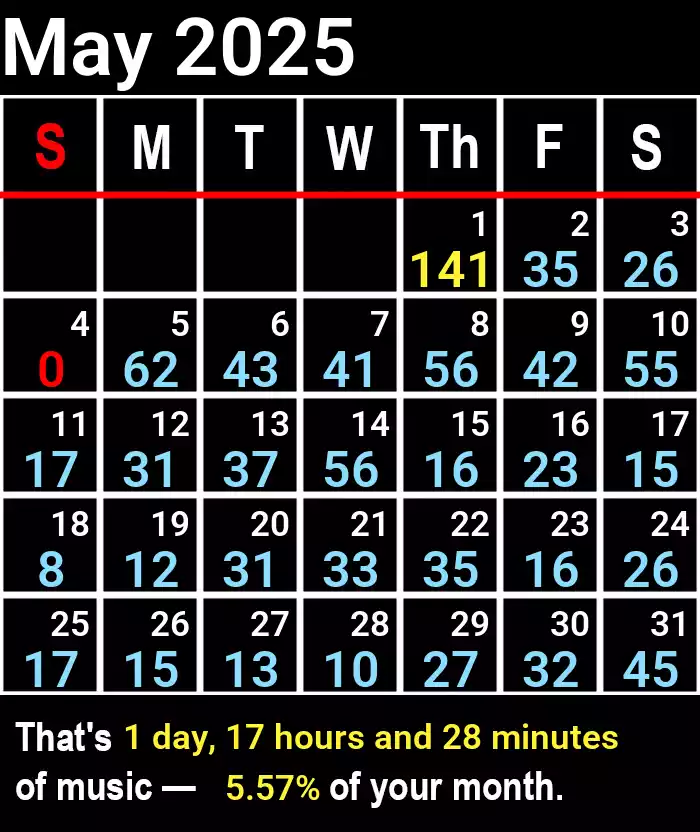 May 2025
S M T W Th F S
1 2 3
141 35 26
4 5 6 7 8 9 10
0 62 43 41 56 42 55
11 12 13 14 15 16 17
17 31 37 56 16 23 15
18 19 20 21 22 23 24
8 12 31 33 35 16 26
25 26 27 28 29 30 31
17 15 13 10 27 32 45
That's 1 day, 17 hours and 28 minutes
of music — 5.57% of your month.